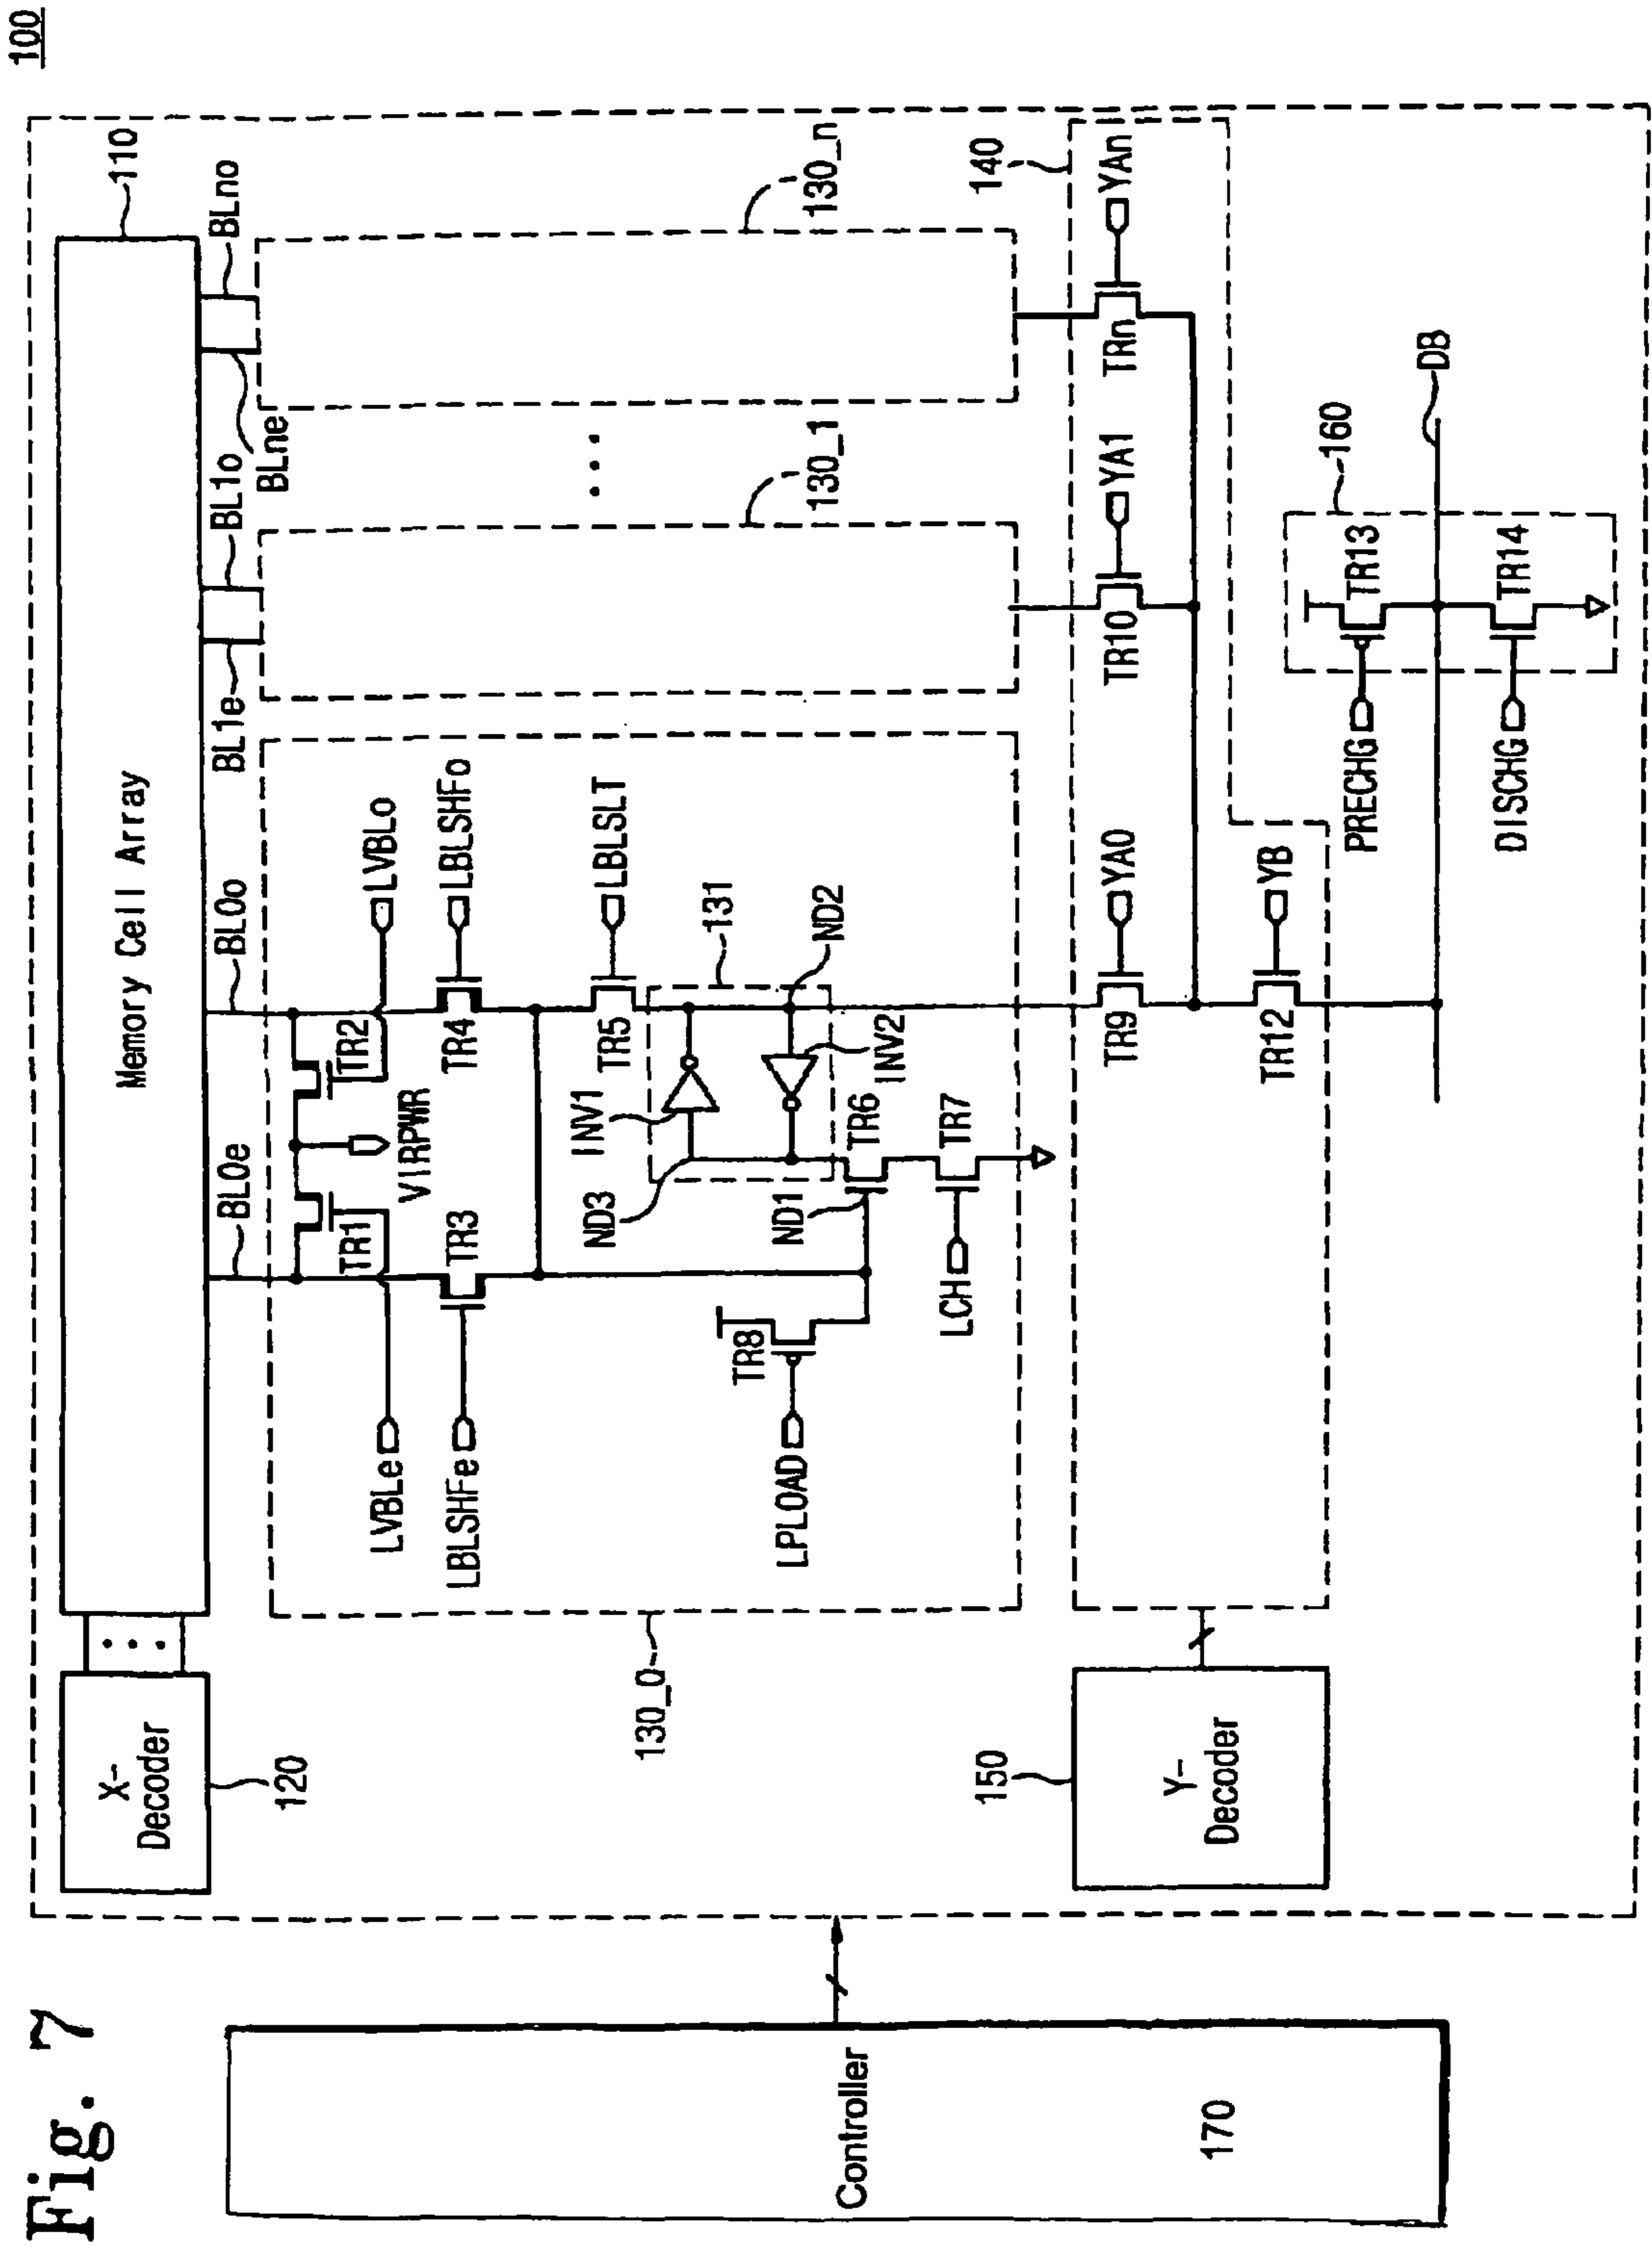 Fig. 7
100
110
Memory Cell Array
X-
Decoder
120
BL0e
BL0o
BL1e
BL1o
BLne
BLno
TR1
TR2
VIRPWR
LVBLe
LVBLo
LBLSHFe
TR3
TR4
LBLSHFo
TR5
LBLSLT
131
INV1
INV2
ND3
ND2
ND1
TR6
TR7
LCH
TR8
LPLOAD
130_0
130_1
130_n
140
TR9
YA0
TR10
YA1
TRn
YAn
TR12
YB
150
Y-
Decoder
160
PRECHG
TR13
DISCHG
TR14
DB
Controller
170